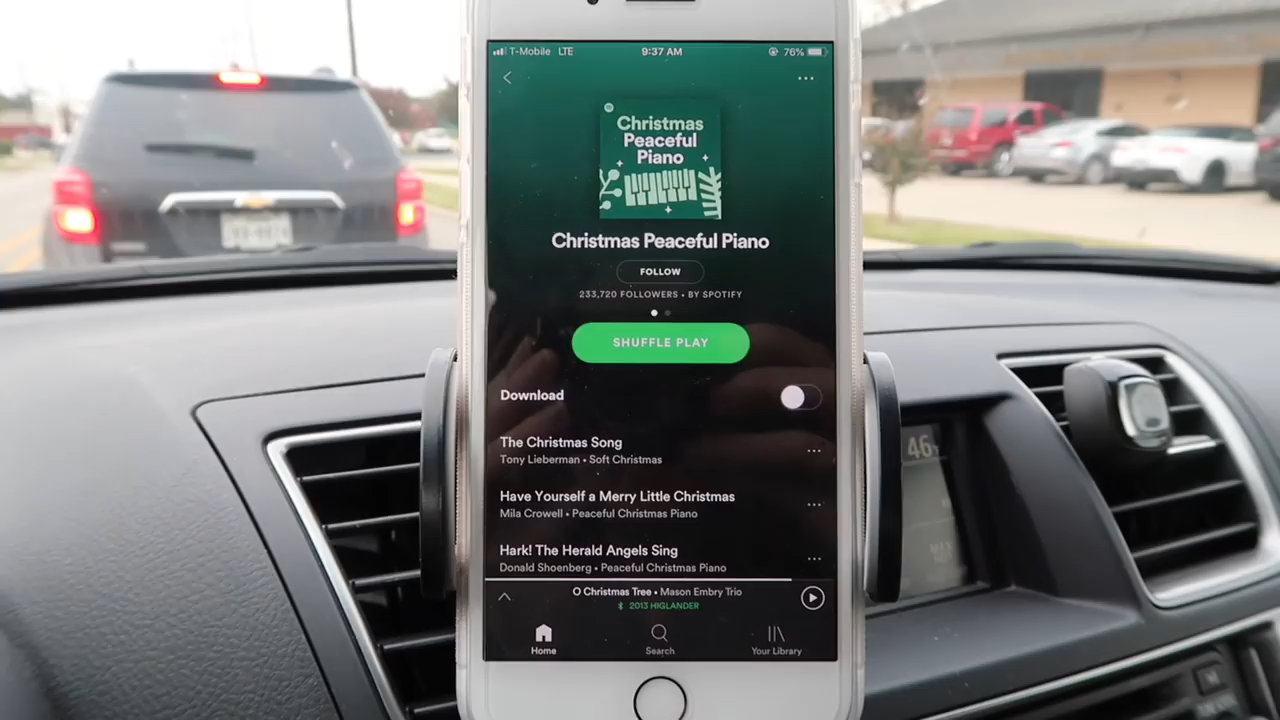 T-Mobile LTE 9:37 AM 76%
Christmas
Peaceful
Piano
Christmas Peaceful Piano
FOLLOW
233,720 FOLLOWERS • BY SPOTIFY
SHUFFLE PLAY
Download
The Christmas Song
Tony Lieberman • Soft Christmas
Have Yourself a Merry Little Christmas
Mila Crowell • Peaceful Christmas Piano
Hark! The Herald Angels Sing
Donald Shoenberg • Peaceful Christmas Piano
O Christmas Tree • Mason Embry Trio
2013 HIGLANDER
Home Search Your Library
46